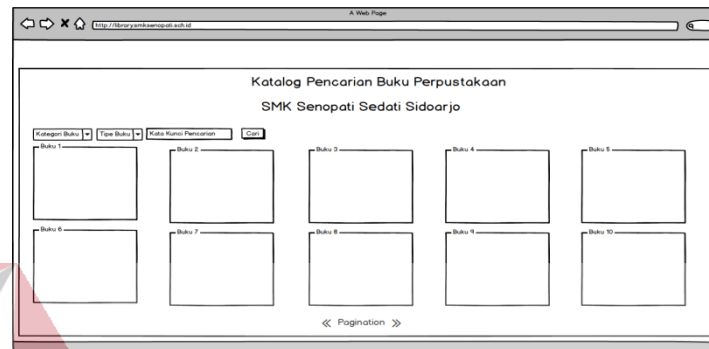 A Web Page
http://librarysmksenopati.sch.id
Katalog Pencarian Buku Perpustakaan
SMK Senopati Sedati Sidoarjo
Kategori Buku Tipe Buku Kata Kunci Pencarian Cari
Buku 1 Buku 2 Buku 3 Buku 4 Buku 5
Buku 6 Buku 7 Buku 8 Buku 9 Buku 10
Pagination